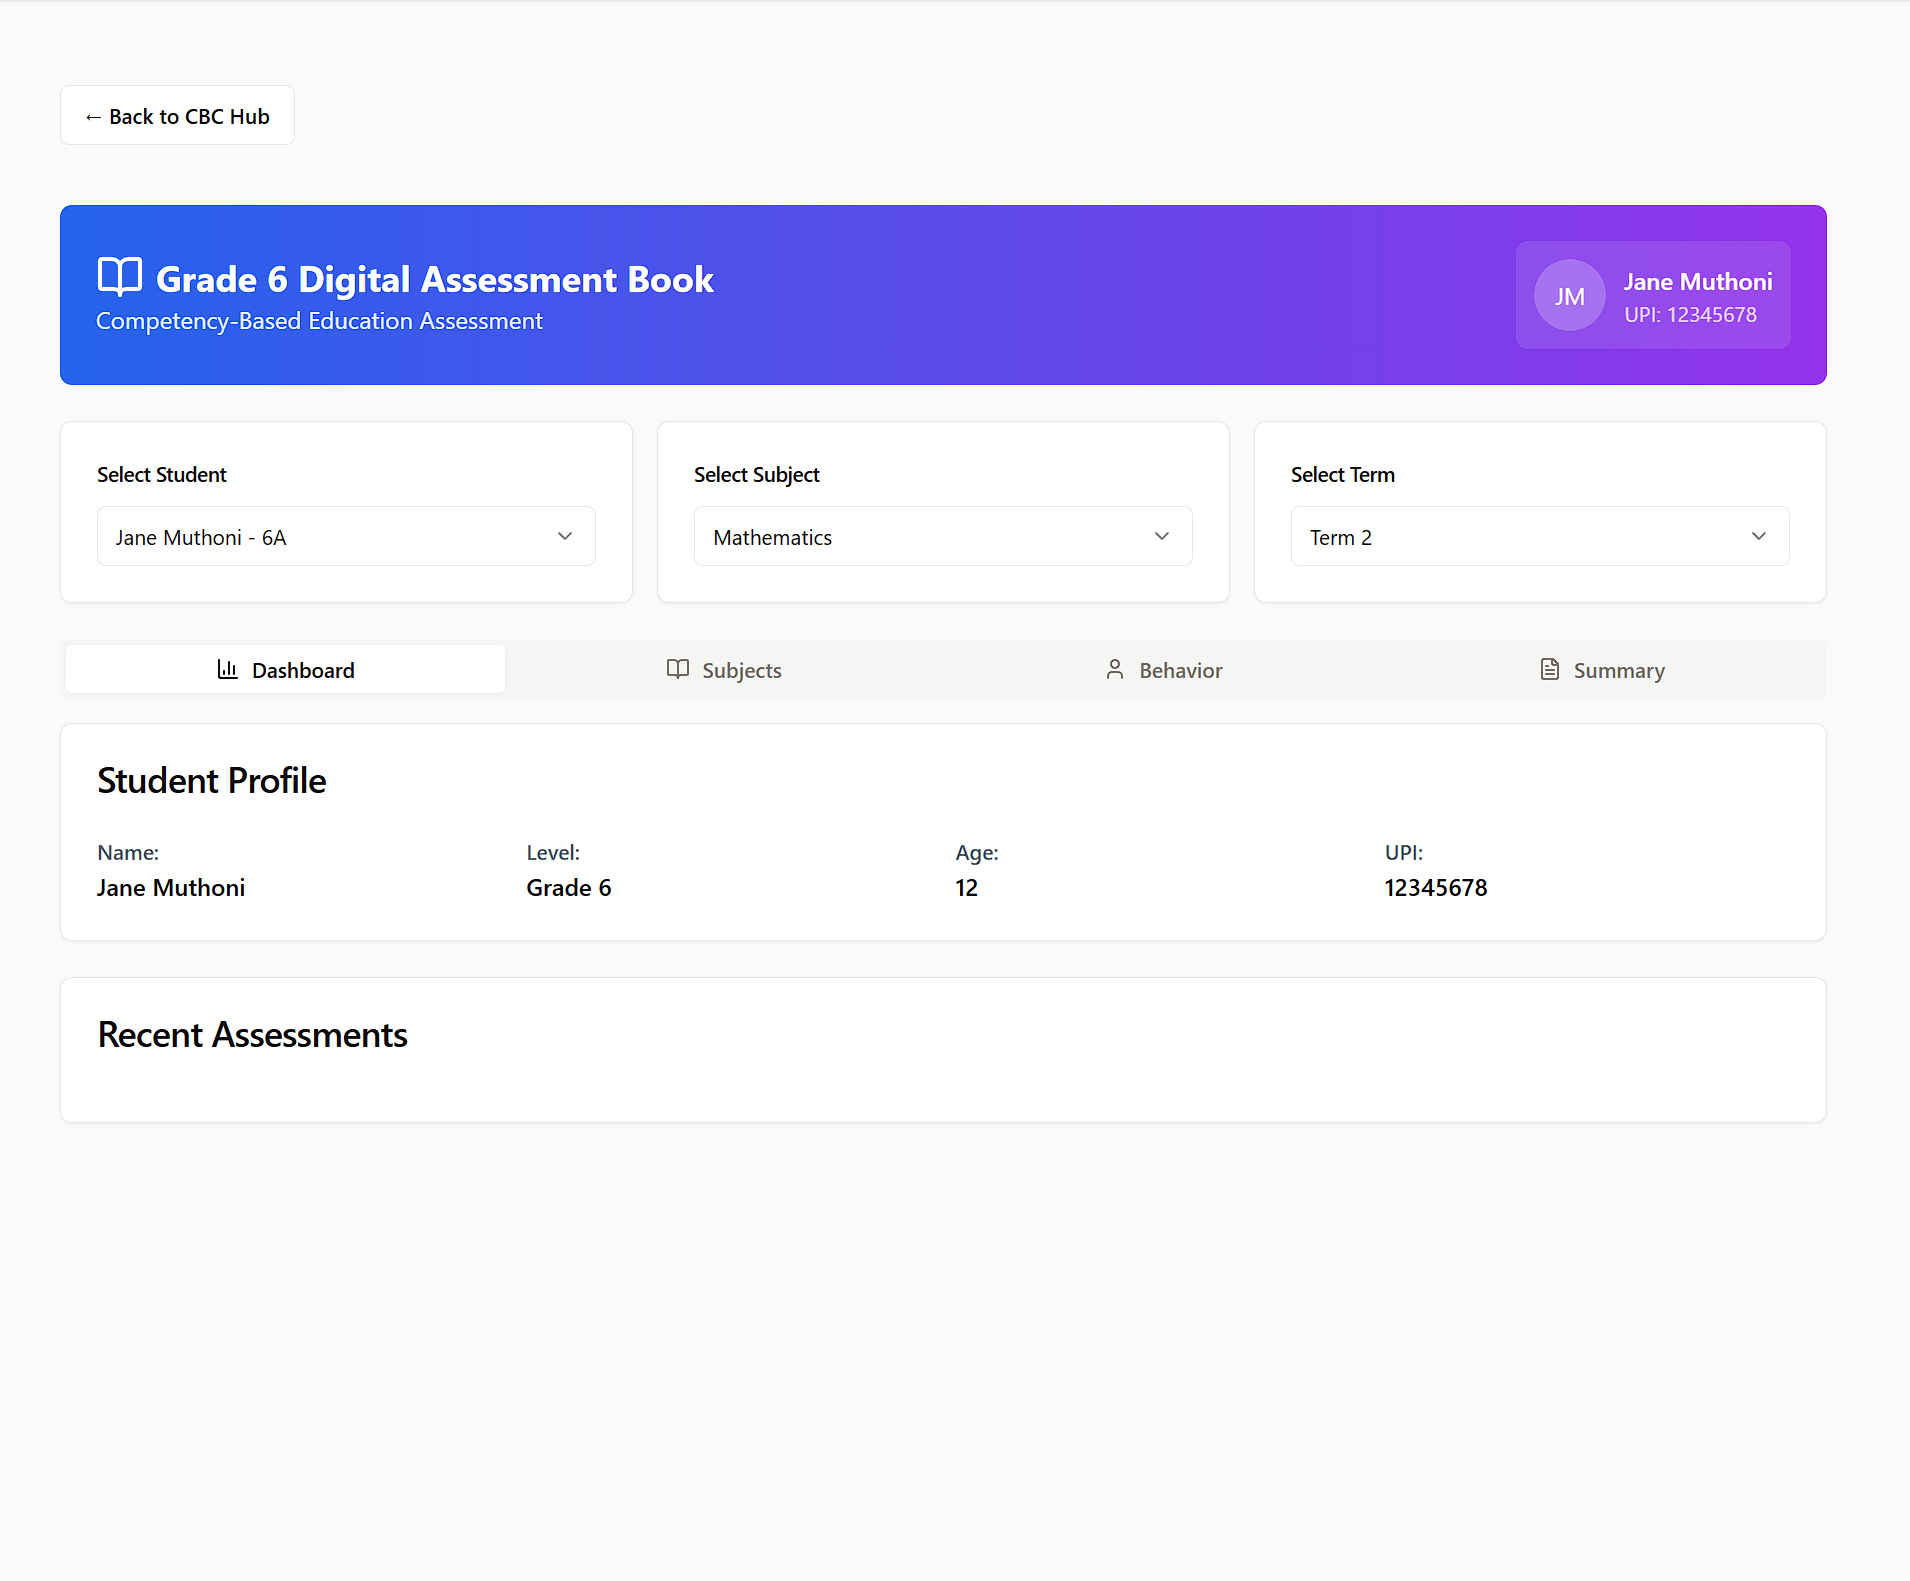 ← Back to CBC Hub
Grade 6 Digital Assessment Book
Competency-Based Education Assessment
JM
Jane Muthoni
UPI: 12345678
Select Student
Jane Muthoni - 6A
Select Subject
Mathematics
Select Term
Term 2
Dashboard
Subjects
Behavior
Summary
Student Profile
Name:
Jane Muthoni
Level:
Grade 6
Age:
12
UPI:
12345678
Recent Assessments